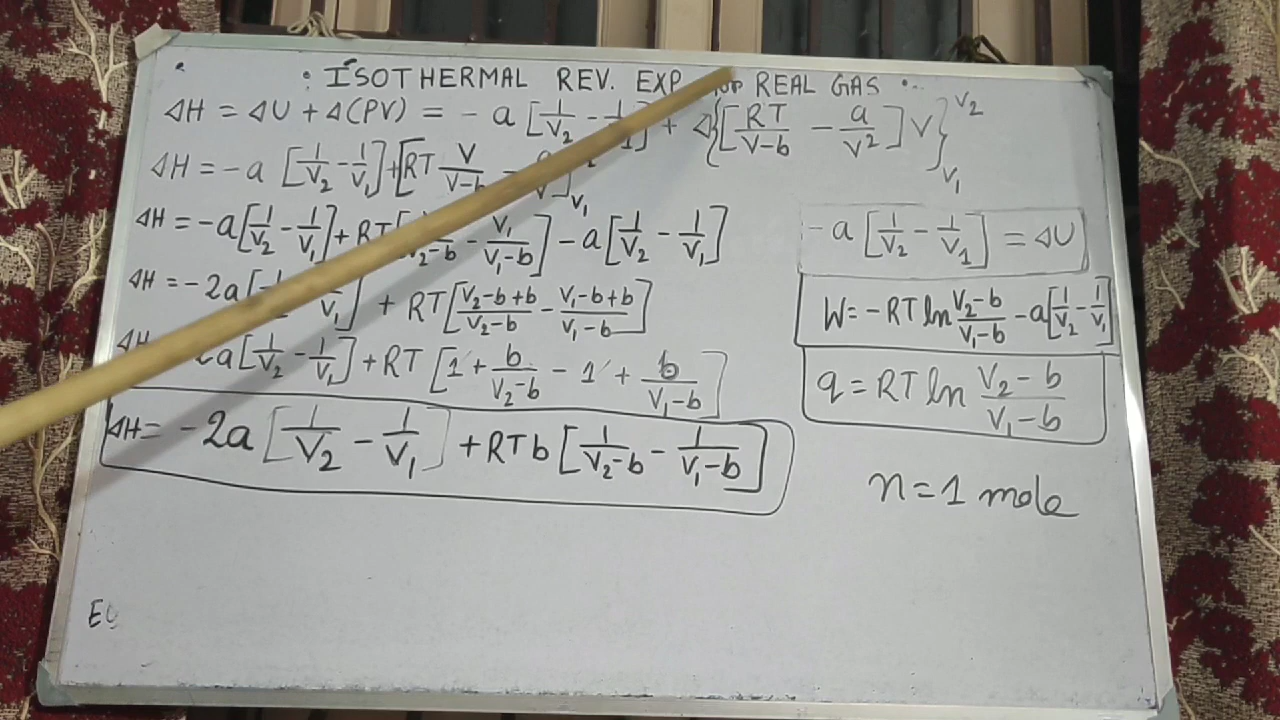 ISOTHERMAL REV. EXP REAL GAS
ΔH = ΔU + Δ(PV) = - a [1/V₂ - 1/ ] + Δ{[RT/(V-b) - a/V²] V}V₂ V₁
ΔH = - a [1/V₂ - 1/V₁] + [RT V/(V-b) ]V₁
ΔH = -a[1/V₂ - 1/V₁] + RT[ - V₁/(V₁-b)] - a[1/V₂ - 1/V₁]
ΔH = - 2a[ V₁] + RT[(V₂-b+b)/(V₂-b) - (V₁-b+b)/(V₁-b)]
a[1/V₂ - 1/V₁] + RT [1 + b/(V₂-b) - 1 + b/(V₁-b)]
ΔH = - 2a [1/V₂ - 1/V₁] + RTb [1/(V₂-b) - 1/(V₁-b)]
- a [1/V₂ - 1/V₁] = ΔU
W = -RT ln (V₂-b)/(V₁-b) - a[1/V₂ - 1/V₁]
q = RT ln (V₂-b)/(V₁-b)
n = 1 mole